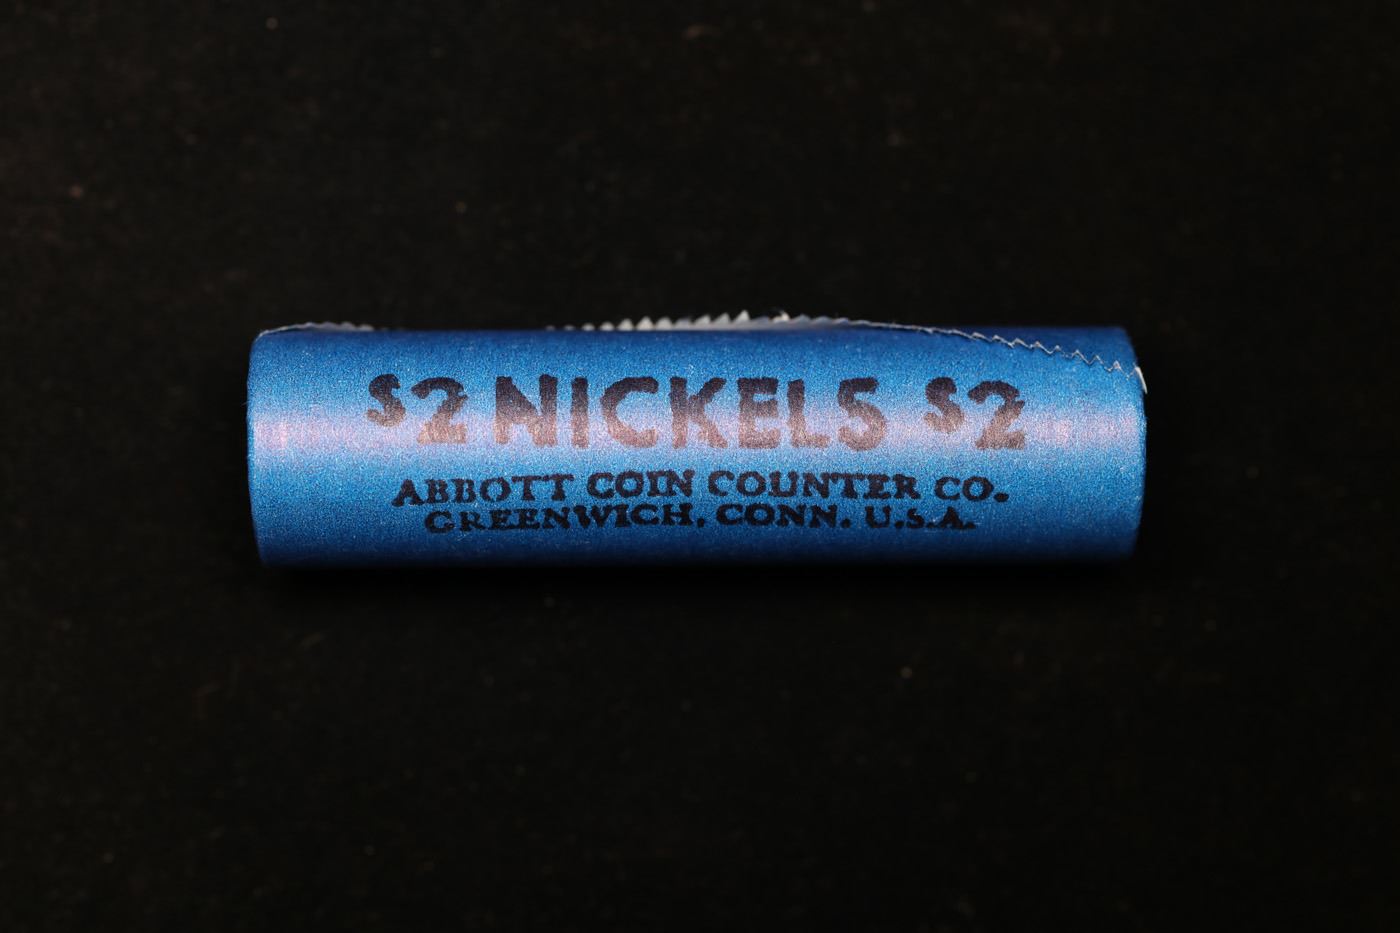 $2 NICKELS $2
ABBOTT COIN COUNTER CO.
GREENWICH, CONN. U.S.A.